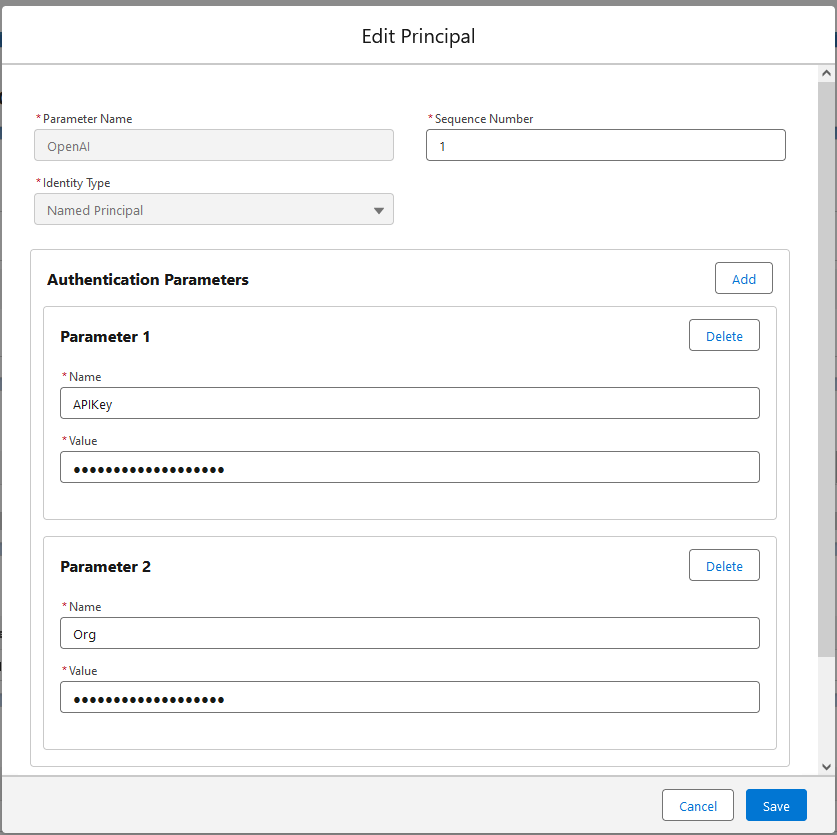 Edit Principal
*Parameter Name
OpenAI
*Sequence Number
1
*Identity Type
Named Principal
Authentication Parameters
Add
Parameter 1
Delete
*Name
APIKey
*Value
•••••••••••••••••••
Parameter 2
Delete
*Name
Org
*Value
•••••••••••••••••••
Cancel
Save